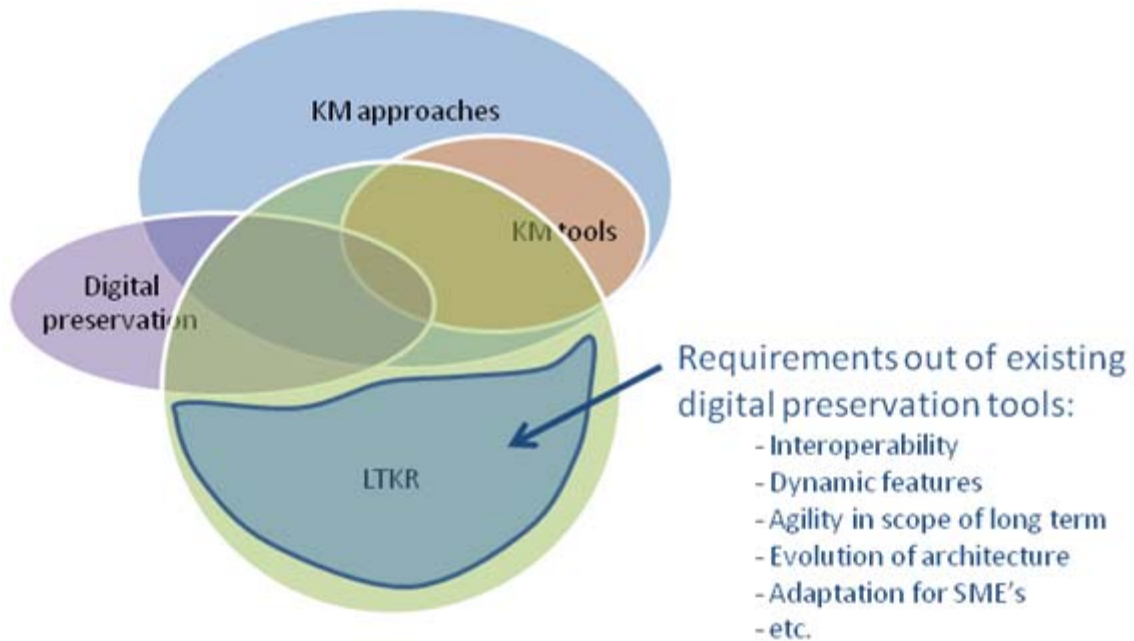 KM approaches
KM tools
Digital
preservation
Requirements out of existing
digital preservation tools:
- Interoperability
- Dynamic features
- Agility in scope of long term
- Evolution of architecture
- Adaptation for SME's
- etc.
LTKR